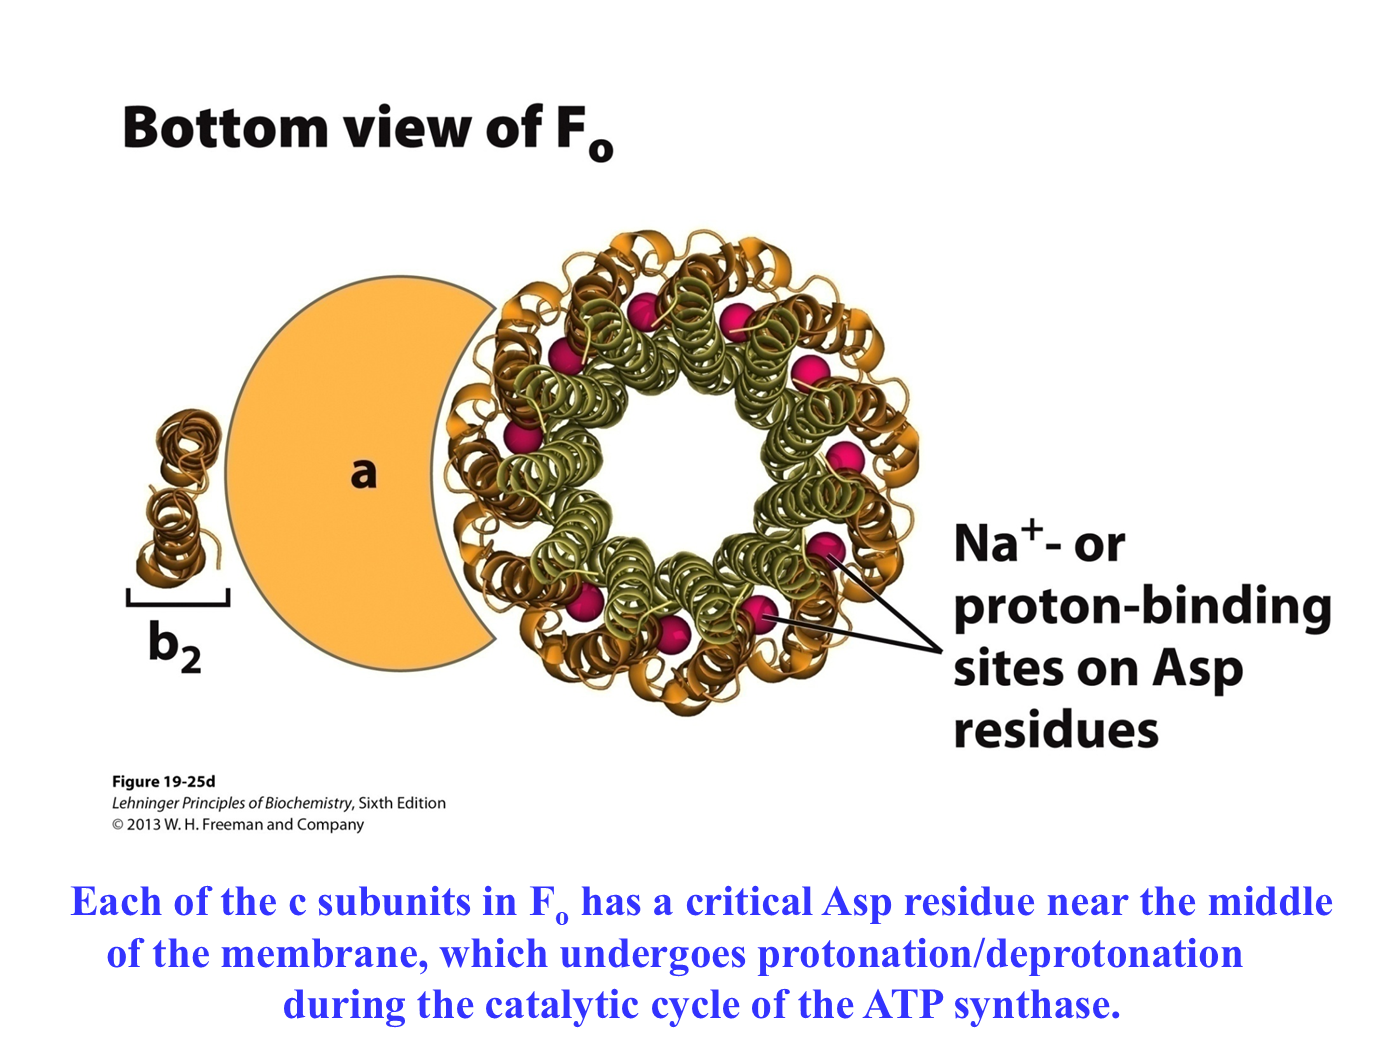 Bottom view of Fo
a
b2
Na+- or
proton-binding
sites on Asp
residues
Figure 19-25d
Lehninger Principles of Biochemistry, Sixth Edition
© 2013 W. H. Freeman and Company
Each of the c subunits in Fo has a critical Asp residue near the middle
of the membrane, which undergoes protonation/deprotonation
during the catalytic cycle of the ATP synthase.